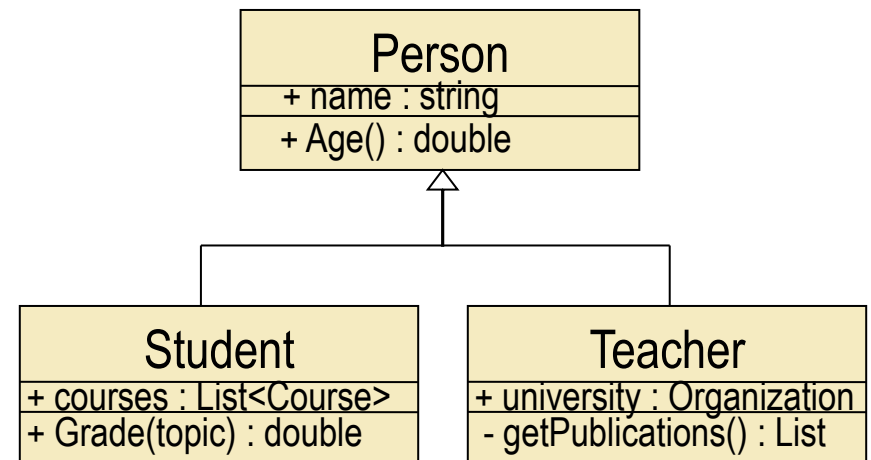 Person
+ name : string
+ Age() : double
Student
+ courses : List<Course>
+ Grade(topic) : double
Teacher
+ university : Organization
- getPublications() : List